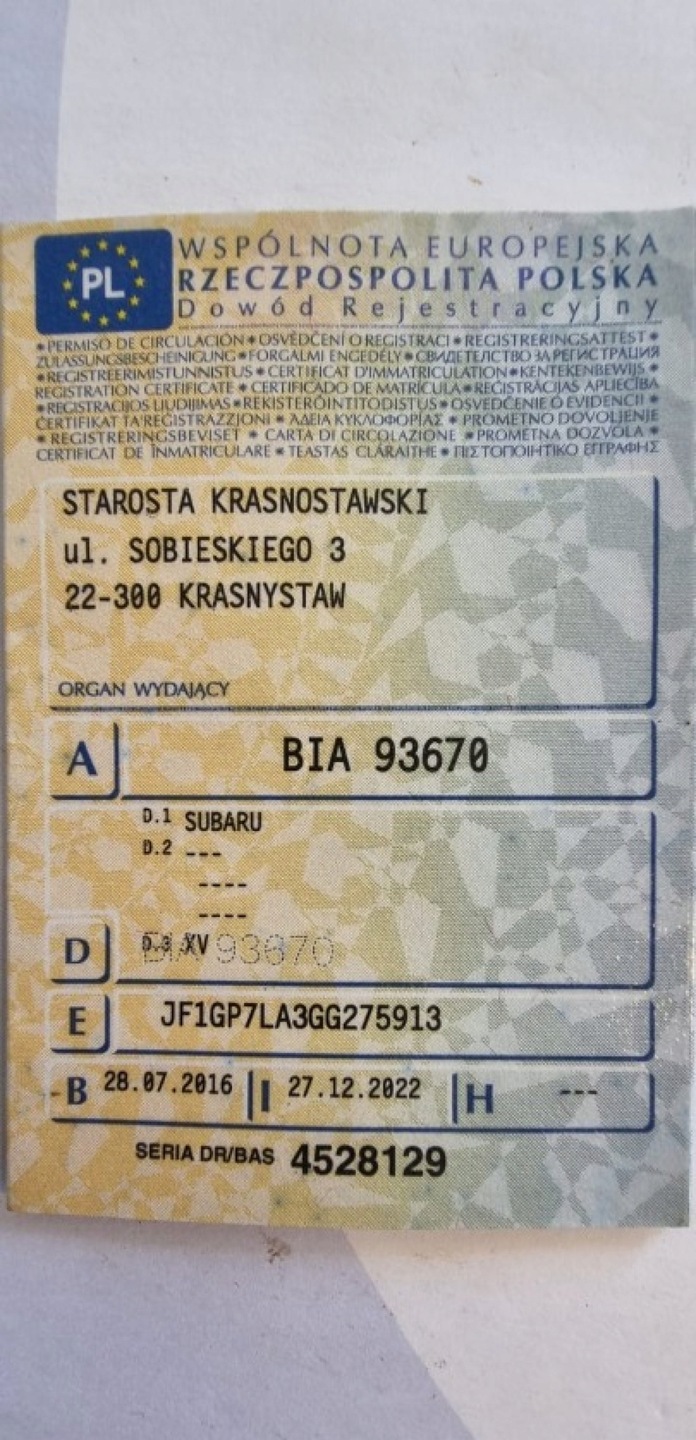 PL
WSPÓLNOTA EUROPEJSKA
RZECZPOSPOLITA POLSKA
Dowód Rejestracyjny
*PERMISO DE CIRCULACIÓN*OSVĚDČENÍ O REGISTRACI*REGISTRERINGSATTEST*
ZULASSUNGSBESCHEINIGUNG*FORGALMI ENGEDÉLY*СВИДЕТЕЛСТВО ЗА РЕГИСТРАЦИЯ
*REGISTREERIMISTUNNISTUS*CERTIFICAT D'IMMATRICULATION*KENTEKENBEWIJS*
REGISTRATION CERTIFICATE*CERTIFICADO DE MATRÍCULA*REĢISTRĀCIJAS APLIECĪBA
*REGISTRACIJOS LIUDIJIMAS*REKISTERÖINTITODISTUS*OSVEDČENIE O EVIDENCII*
ČERTIFIKAT TA'REĠISTRAZZJONI*ΆΔΕΙΑ ΚΥΚΛΟΦΟΡΙΑΣ*PROMETNO DOVOLJENJE
*REGISTRERINGSBEVISET*CARTA DI CIRCOLAZIONE*PROMETNA DOZVOLA*
CERTIFICAT DE ÎNMATRICULARE*TEASTAS CLÁRAITHE*ΠΙΣΤΟΠΟΙΗΤΙΚΟ ΕΓΓΡΑΦΗΣ
STAROSTA KRASNOSTAWSKI
ul. SOBIESKIEGO 3
22-300 KRASNYSTAW
ORGAN WYDAJĄCY
A BIA 93670
D.1 SUBARU
D.2 ---
----
----
D D.3 XV BIA 93670
E JF1GP7LA3GG275913
B 28.07.2016 I 27.12.2022 H ---
SERIA DR/BAS 4528129